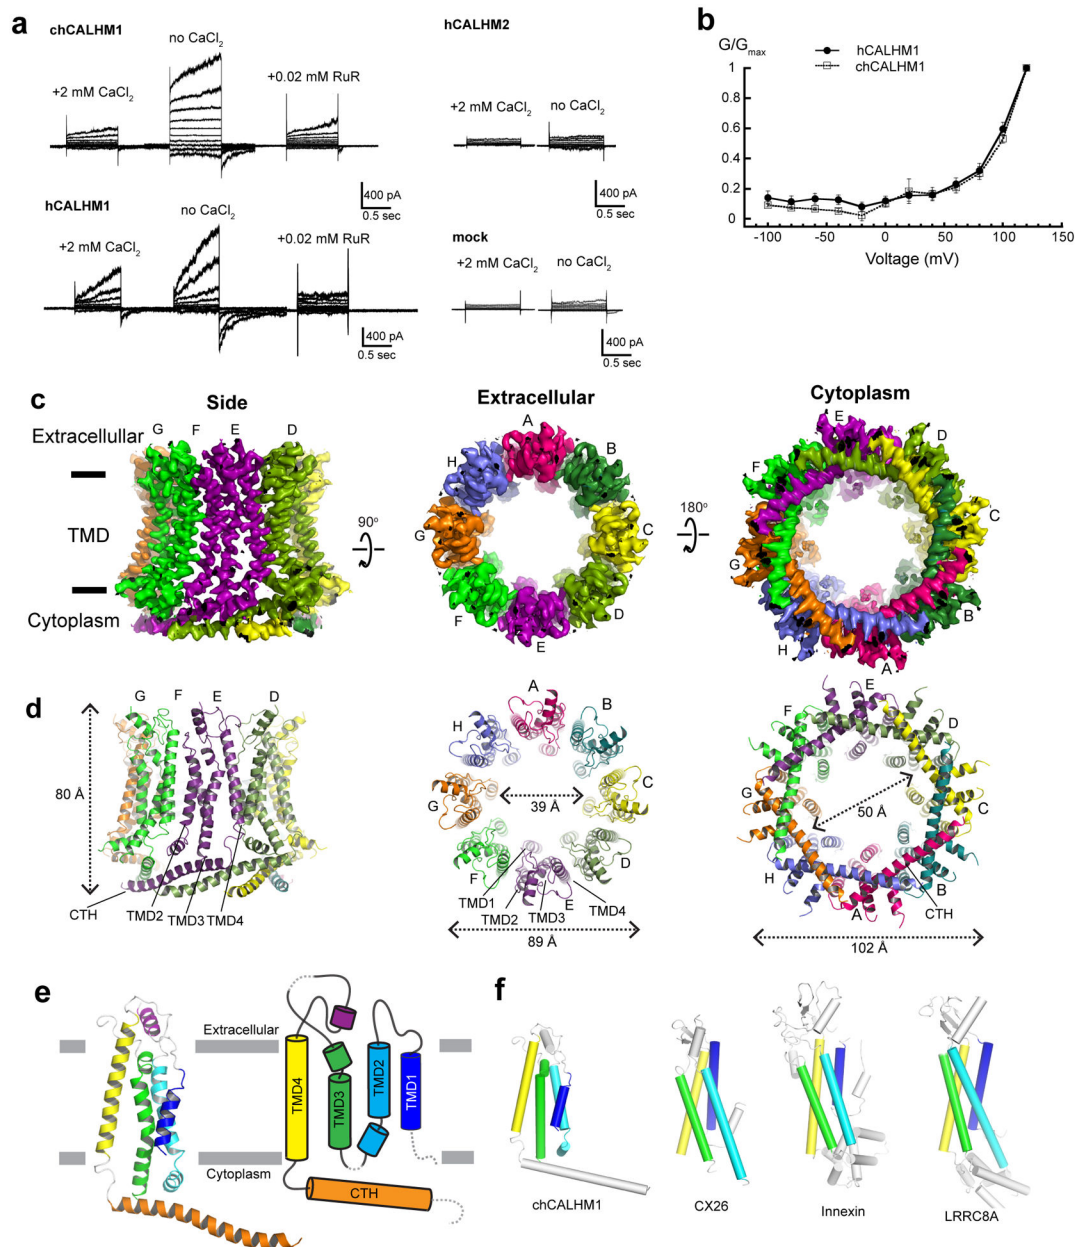 a
chCALHM1
no CaCl2
+2 mM CaCl2
+0.02 mM RuR
400 pA
0.5 sec
hCALHM2
+2 mM CaCl2
no CaCl2
400 pA
0.5 sec
hCALHM1
no CaCl2
+2 mM CaCl2
+0.02 mM RuR
400 pA
0.5 sec
mock
+2 mM CaCl2
no CaCl2
400 pA
0.5 sec
b
G/Gmax
hCALHM1
chCALHM1
1
0.8
0.6
0.4
0.2
0
-100
-50
0
50
100
150
Voltage (mV)
c
Side
Extracellular
Cytoplasm
Extracellullar
G F E D
TMD
Cytoplasm
90°
A
B
C
D
E
F
G
H
180°
E
D
C
B
A
H
G
F
d
G F E D
80 Å
CTH
TMD2
TMD3
TMD4
A
B
C
D
E
F
G
H
39 Å
TMD1
TMD2
TMD3
TMD4
89 Å
E
D
C
B
A
H
G
F
50 Å
CTH
102 Å
e
Extracellular
Cytoplasm
TMD4
TMD3
TMD2
TMD1
CTH
f
chCALHM1
CX26
Innexin
LRRC8A